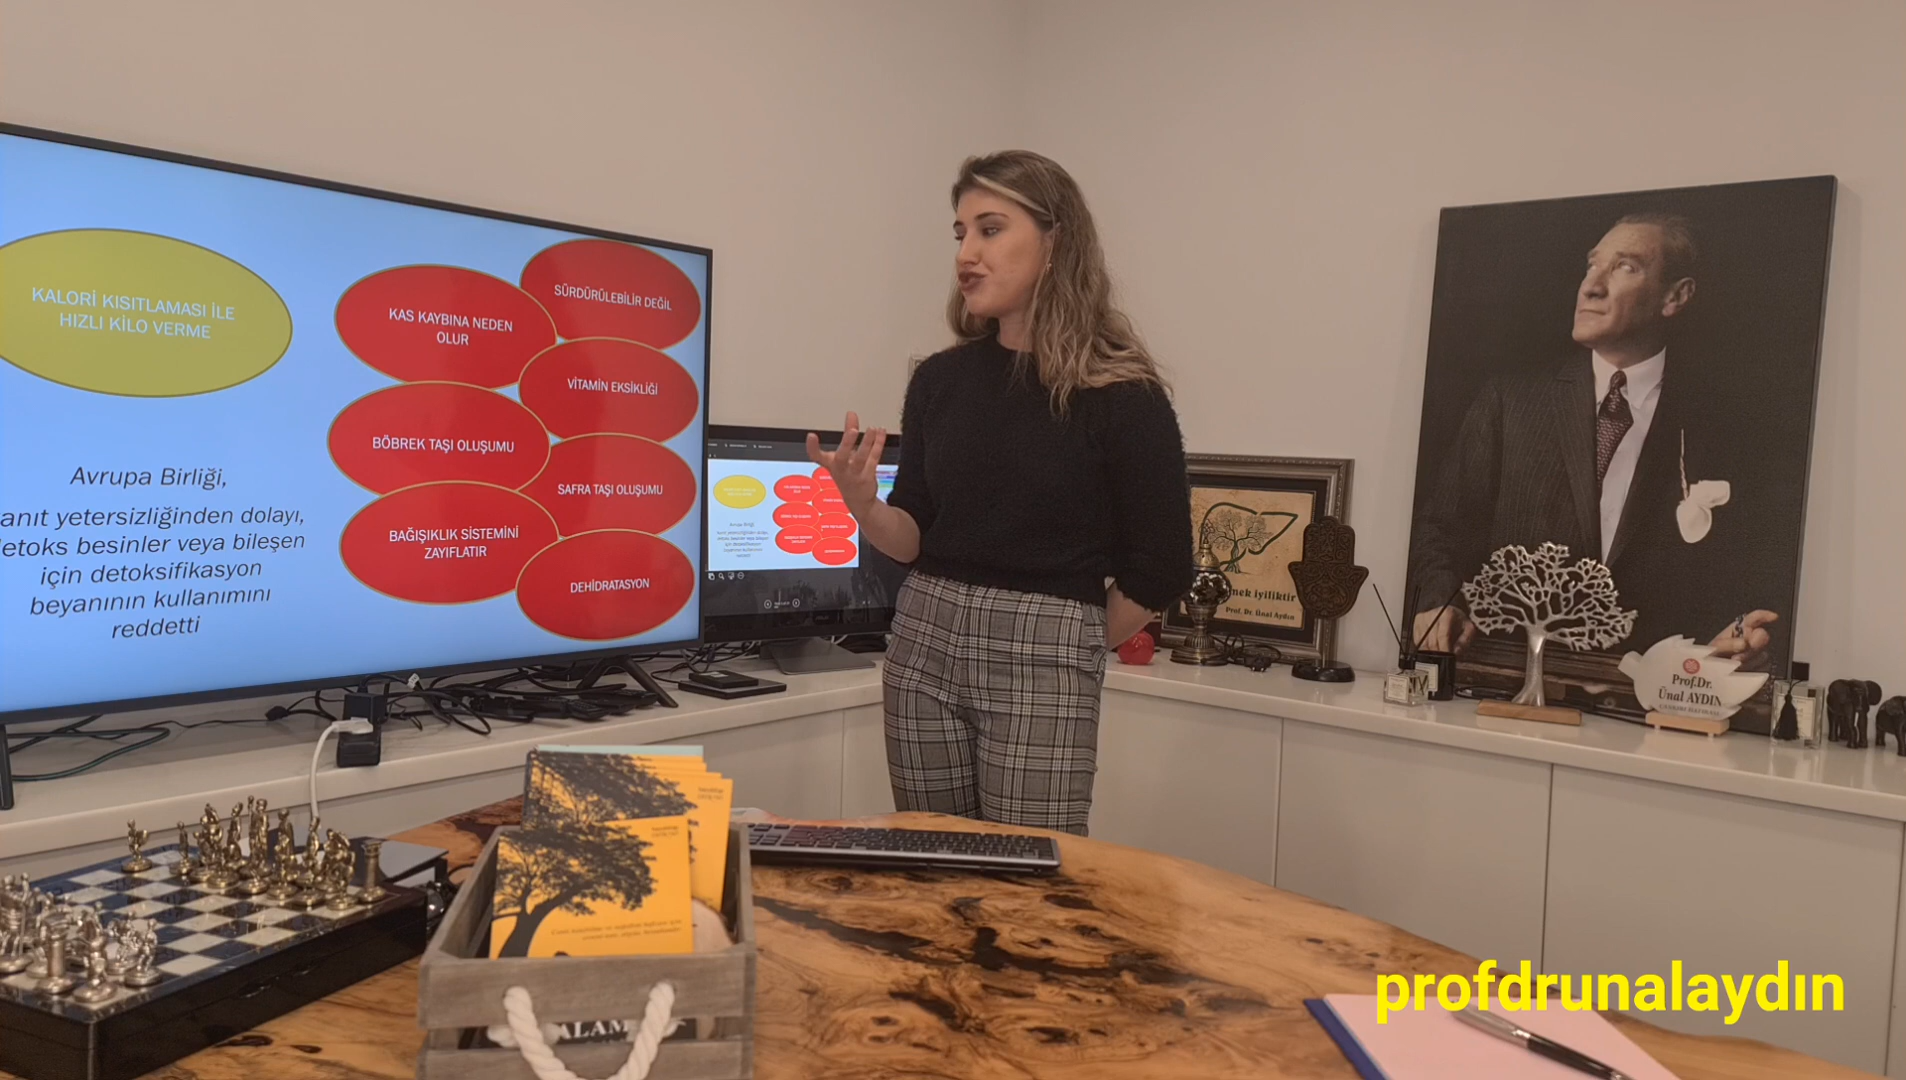 KALORİ KISITLAMASI İLE
HIZLI KİLO VERME
SÜRDÜRÜLEBİLİR DEĞİL
KAS KAYBINA NEDEN
OLUR
VİTAMİN EKSİKLİĞİ
BÖBREK TAŞI OLUŞUMU
SAFRA TAŞI OLUŞUMU
BAĞIŞIKLIK SİSTEMİNİ
ZAYIFLATIR
DEHİDRATASYON
Avrupa Birliği,
anıt yetersizliğinden dolayı,
etoks besinler veya bileşen
için detoksifikasyon
beyanının kullanımını
reddetti
nek iyiliktir
Prof. Dr. Ünal Aydın
Prof.Dr.
Ünal AYDIN
ALAM
profdrunalaydın